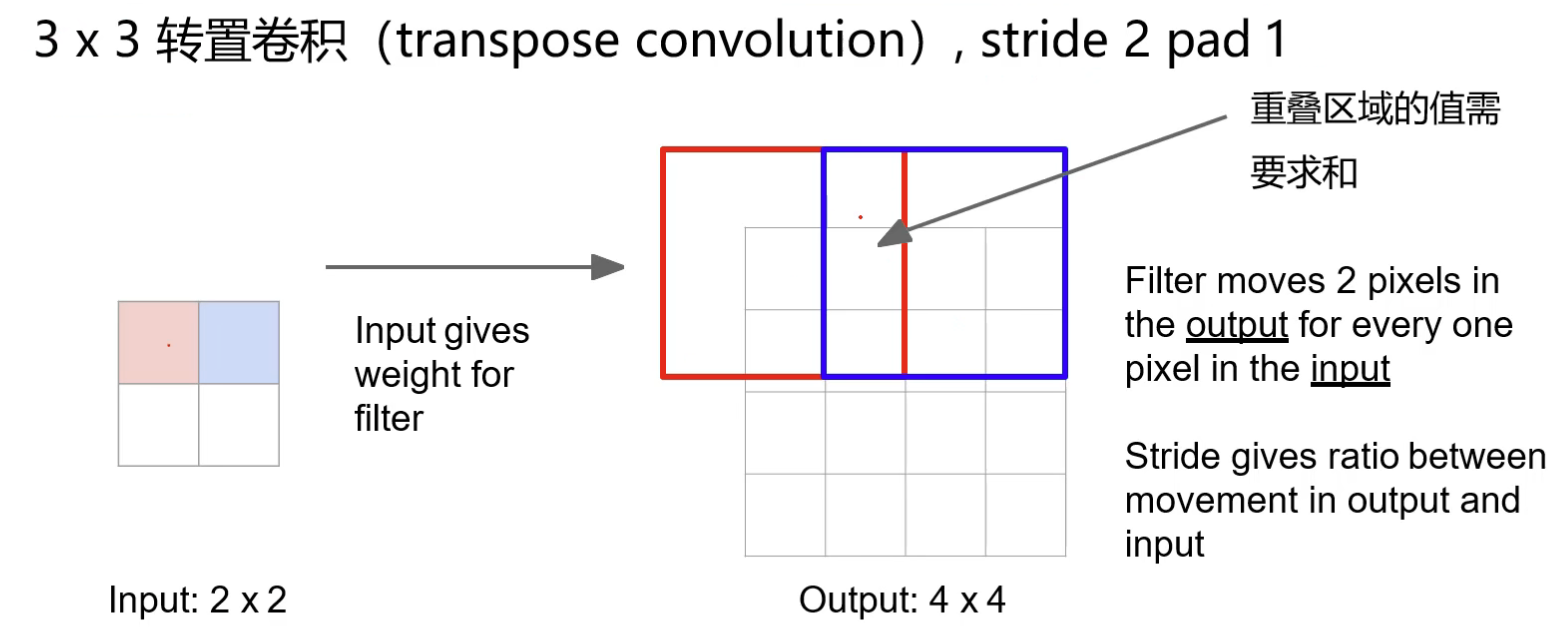 3 x 3 转置卷积（transpose convolution）, stride 2 pad 1
重叠区域的值需
要求和
Input gives
weight for
filter
Filter moves 2 pixels in
the output for every one
pixel in the input
Stride gives ratio between
movement in output and
input
Input: 2 x 2
Output: 4 x 4